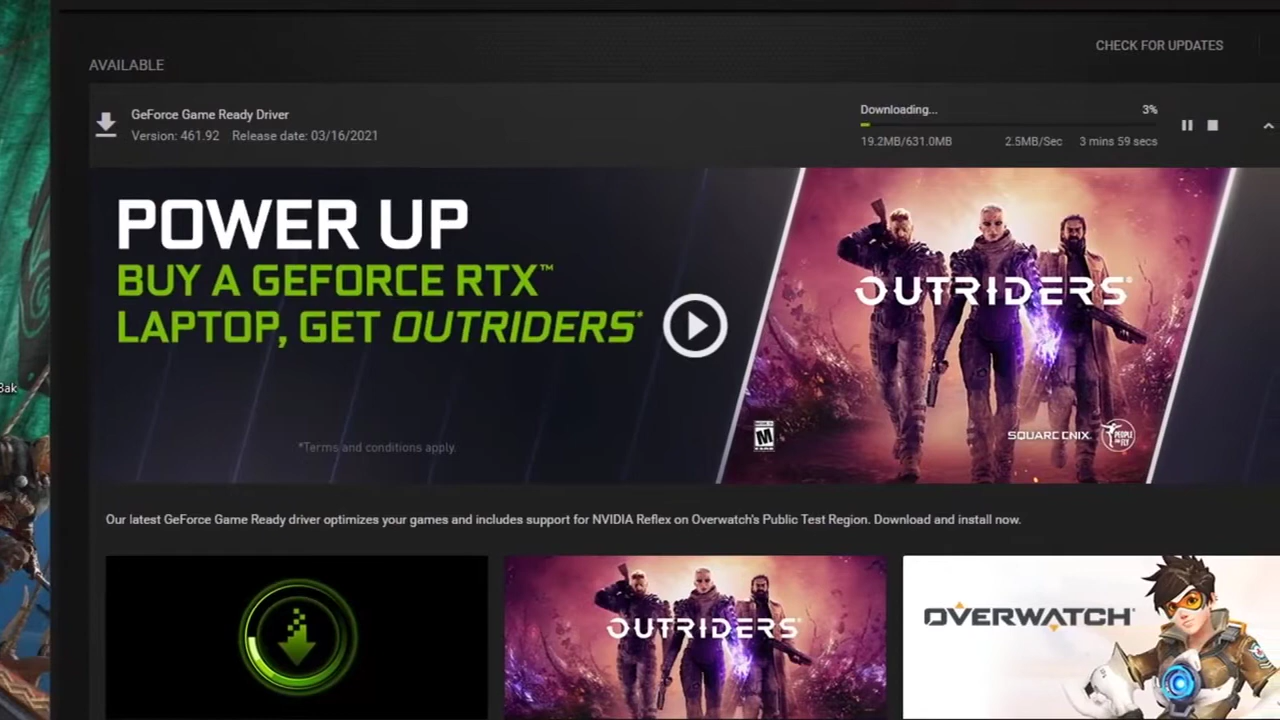 CHECK FOR UPDATES
AVAILABLE
GeForce Game Ready Driver
Version: 461.92 Release date: 03/16/2021
Downloading... 3%
19.2MB/631.0MB 2.5MB/Sec 3 mins 59 secs
POWER UP
BUY A GEFORCE RTX™
LAPTOP, GET OUTRIDERS*
*Terms and conditions apply.
OUTRIDERS
M
SQUARE ENIX
PEOPLE CAN FLY
Our latest GeForce Game Ready driver optimizes your games and includes support for NVIDIA Reflex on Overwatch's Public Test Region. Download and install now.
OUTRIDERS
OVERWATCH